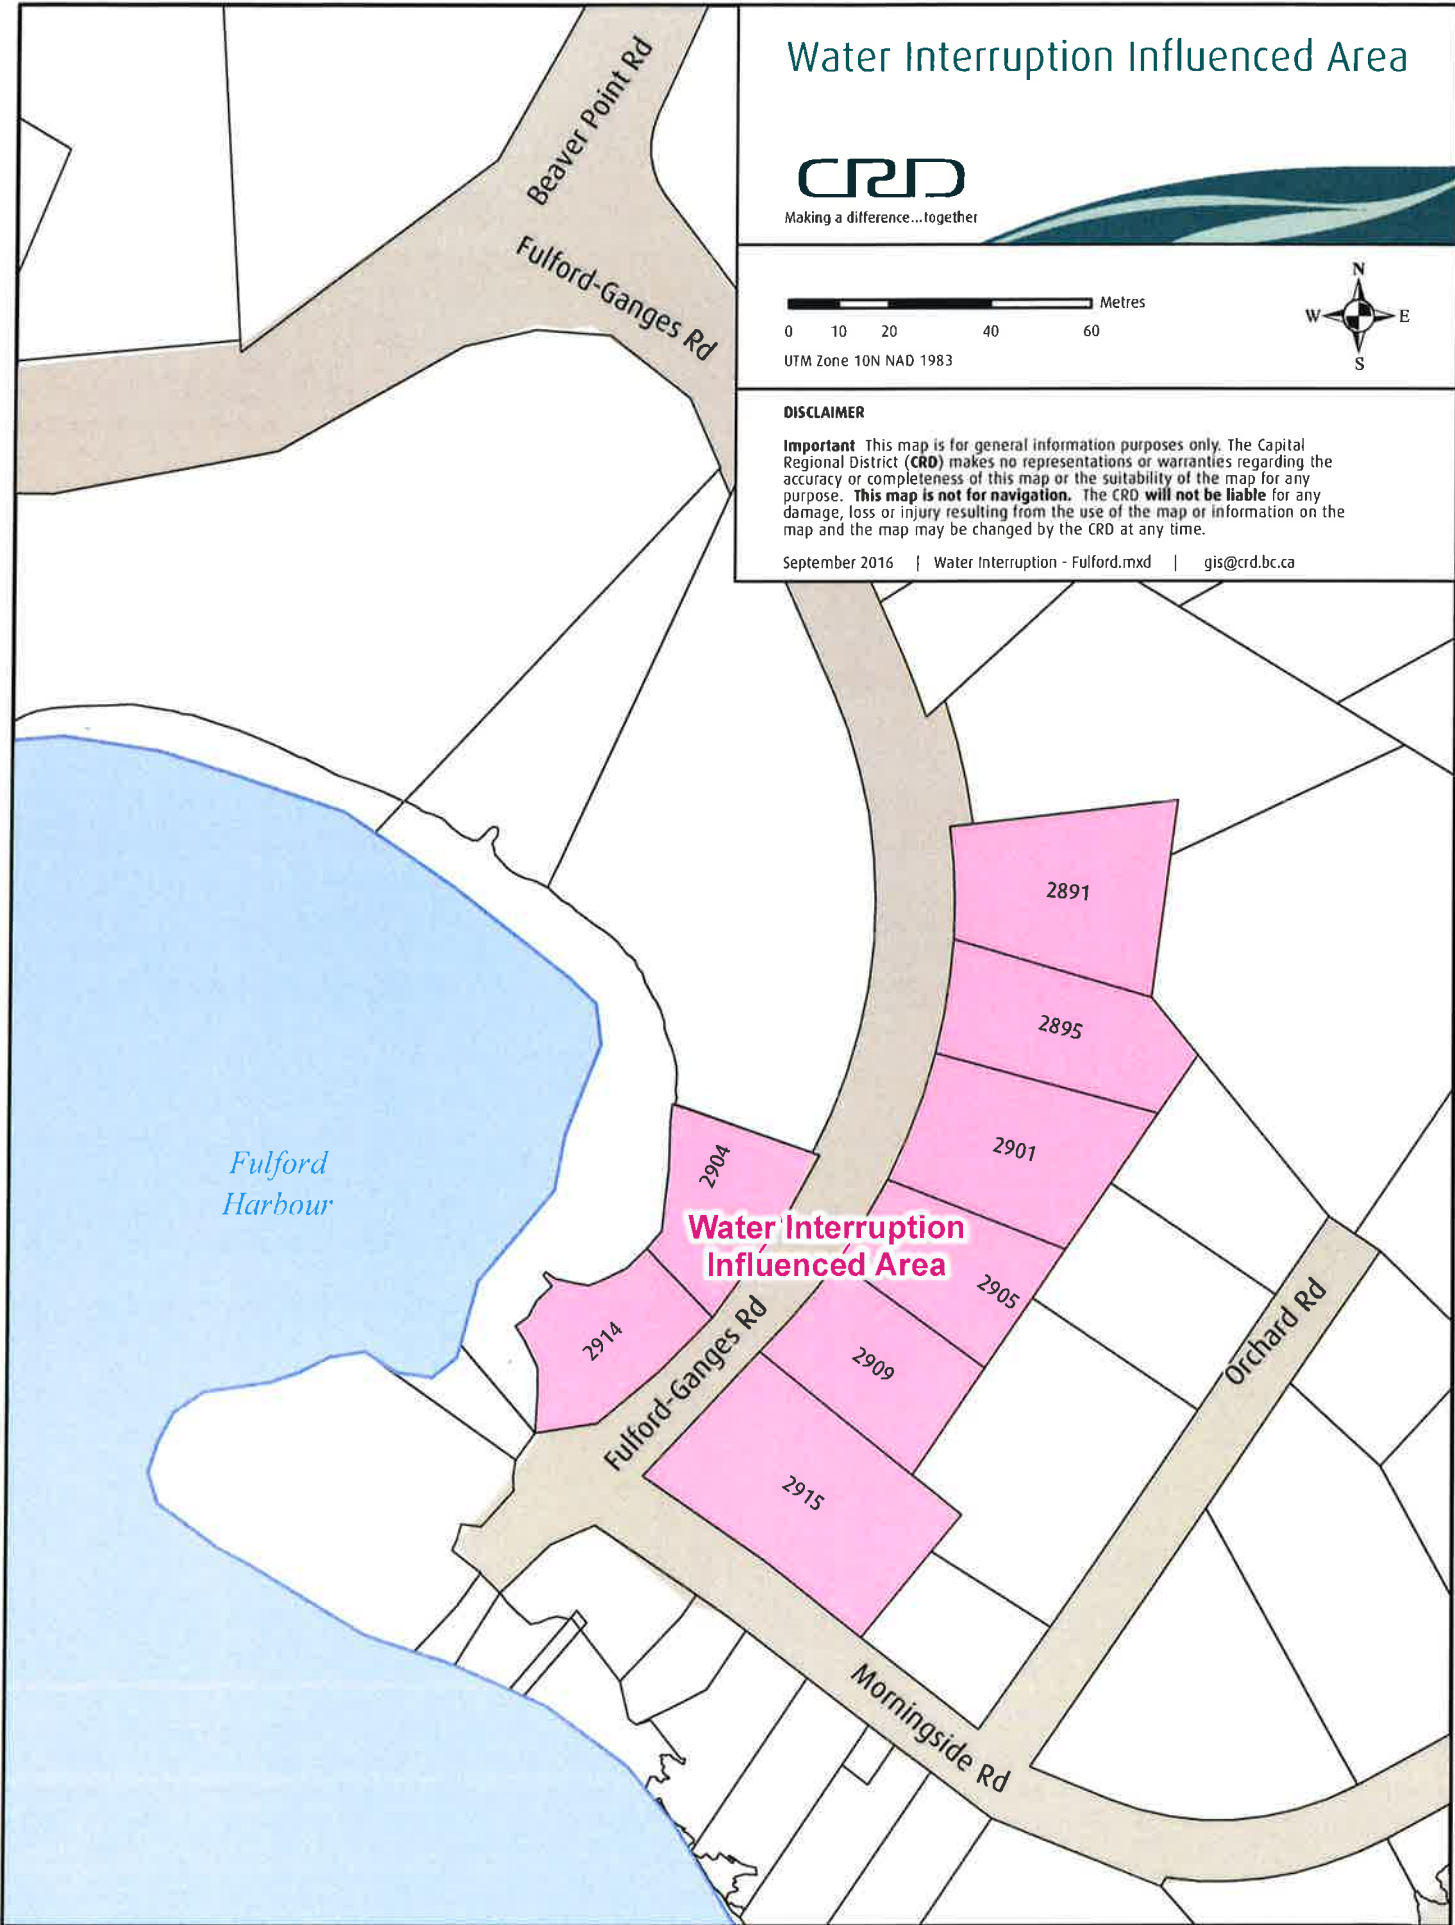 Water Interruption Influenced Area
CRD
Making a difference...together
Metres
0 10 20 40 60
UTM Zone 10N NAD 1983
N
W E
S
DISCLAIMER
Important This map is for general information purposes only. The Capital
Regional District (CRD) makes no representations or warranties regarding the
accuracy or completeness of this map or the suitability of the map for any
purpose. This map is not for navigation. The CRD will not be liable for any
damage, loss or injury resulting from the use of the map or information on the
map and the map may be changed by the CRD at any time.
September 2016 | Water Interruption - Fulford.mxd | gis@crd.bc.ca
Beaver Point Rd
Fulford-Ganges Rd
2891
2895
2901
2904
Fulford
Harbour
Water Interruption
Influenced Area
2905
2914
2909
Fulford-Ganges Rd
Orchard Rd
2915
Morningside Rd